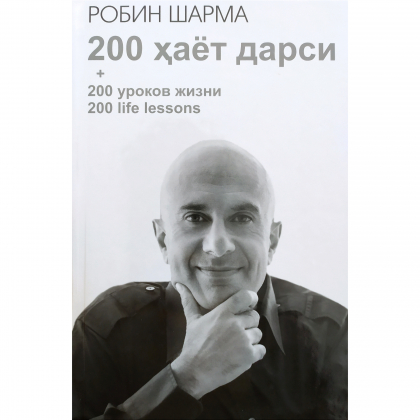 РОБИН ШАРМА
200 ҳаёт дарси
+
200 уроков жизни
200 life lessons